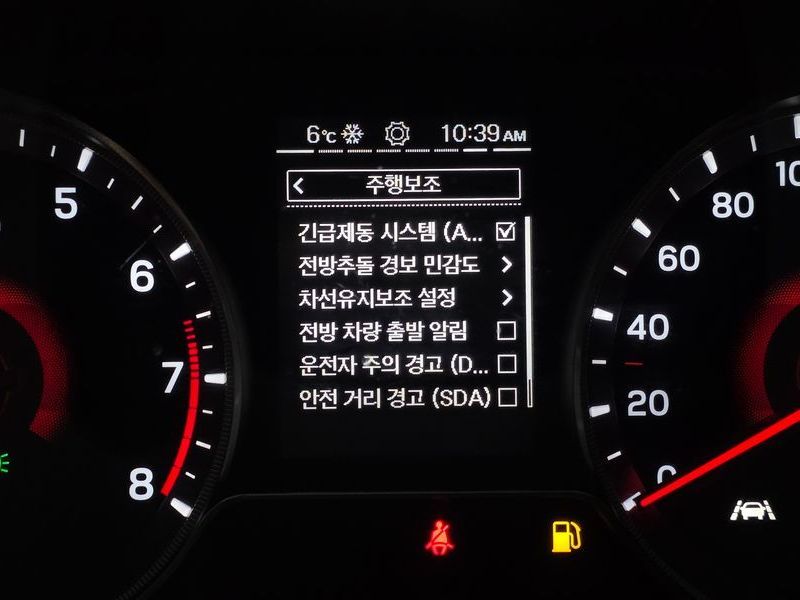 6℃ 10:39 AM
주행보조
긴급제동 시스템 (A...
전방추돌 경보 민감도
차선유지보조 설정
전방 차량 출발 알림
운전자 주의 경고 (D...
안전 거리 경고 (SDA)
5
6
7
8
80
60
40
20
0